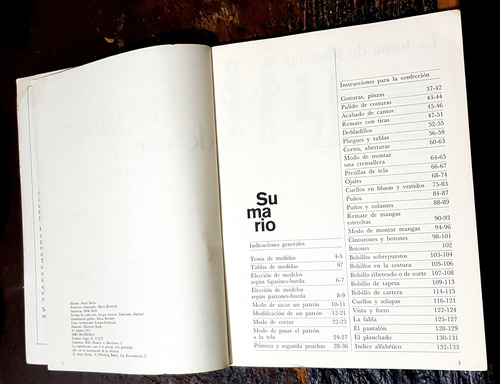 Su
ma
rio
Indicaciones generales
Toma de medidas 4-5
Tablas de medidas 97
Elección de modelos
según figurines-burda 6-7
Elección de modelos
según patrones-burda 8-9
Modo de sacar un patrón 10-11
Modificación de un patrón 12-21
Modo de cortar 22-23
Modo de pasar el patrón
a la tela 24-27
Primera y segunda pruebas 28-36
Instrucciones para la confección
Costuras, pinzas 37-42
Pulido de costuras 43-44
Acabado de cantos 45-46
Remate con tiras 47-51
Dobladillos 52-55
Pliegues y tablas 56-59
Cortes, aberturas 60-63
Modo de montar
una cremallera 64-65
Presillas de tela 66-67
Ojales 68-74
Cuellos en blusas y vestidos 75-83
Puños 84-87
Puños y volantes 88-89
Remate de mangas
estrechas 90-93
Modo de montar mangas 94-96
Cinturones y botones 98-101
Botones 102
Bolsillos sobrepuestos 103-104
Bolsillos en la costura 105-106
Bolsillo ribeteado o de corte 107-108
Bolsillo de tapeta 109-113
Bolsillo de cartera 114-115
Cuellos y solapas 116-121
Vista y forro 122-124
La falda 125-127
El pantalón 128-129
El planchado 130-131
Indice alfabético 132-133
3